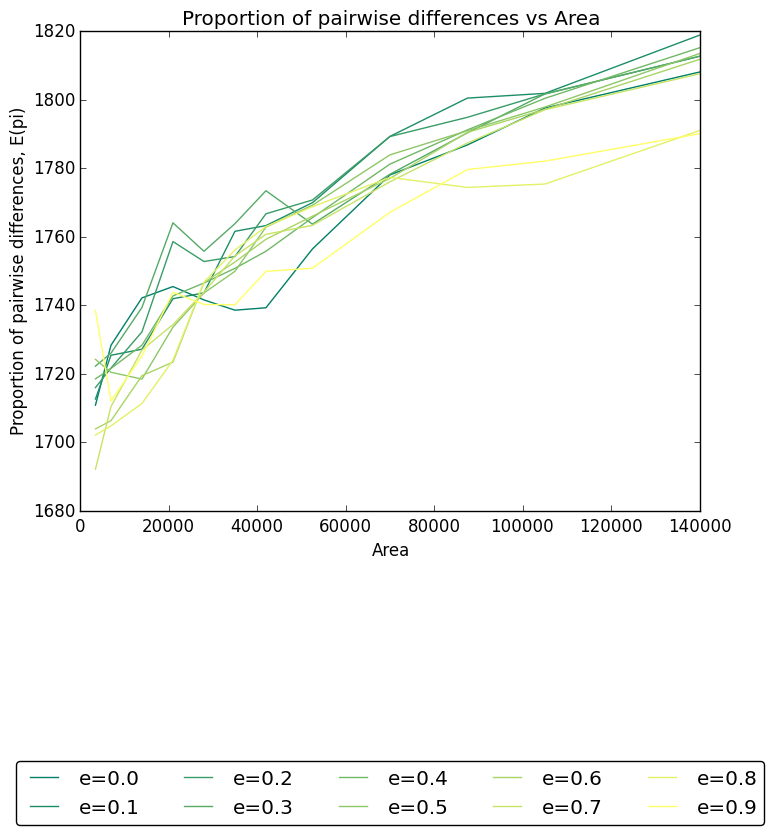 Proportion of pairwise differences vs Area
Proportion of pairwise differences, E(pi)
1820
1800
1780
1760
1740
1720
1700
1680
0 20000 40000 60000 80000 100000 120000 140000
Area
e=0.0 e=0.2 e=0.4 e=0.6 e=0.8
e=0.1 e=0.3 e=0.5 e=0.7 e=0.9